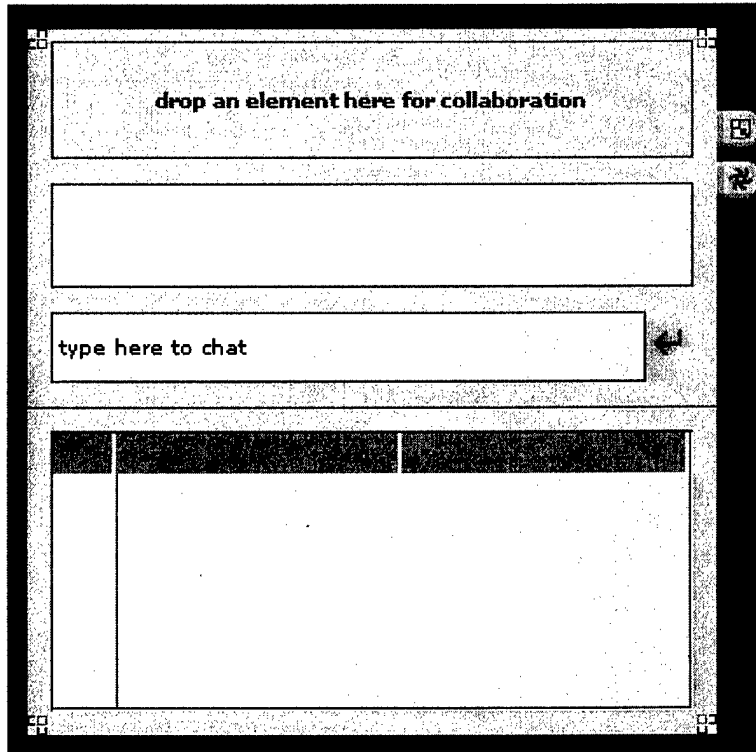 drop an element here for collaboration
type here to chat